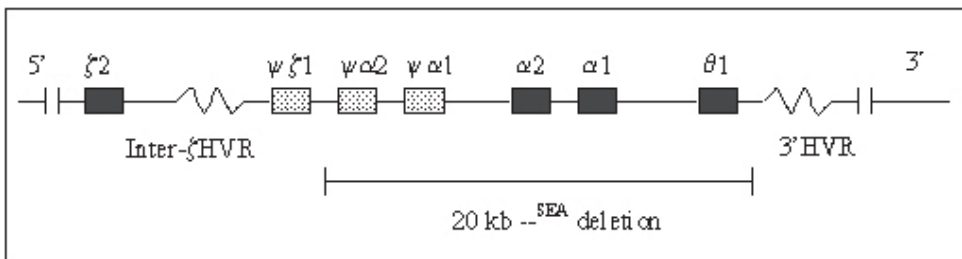 5' ζ2 ψζ1 ψα2 ψα1 α2 α1 θ1 3'
Inter-ζHVR 3'HVR
20 kb --SEA deletion